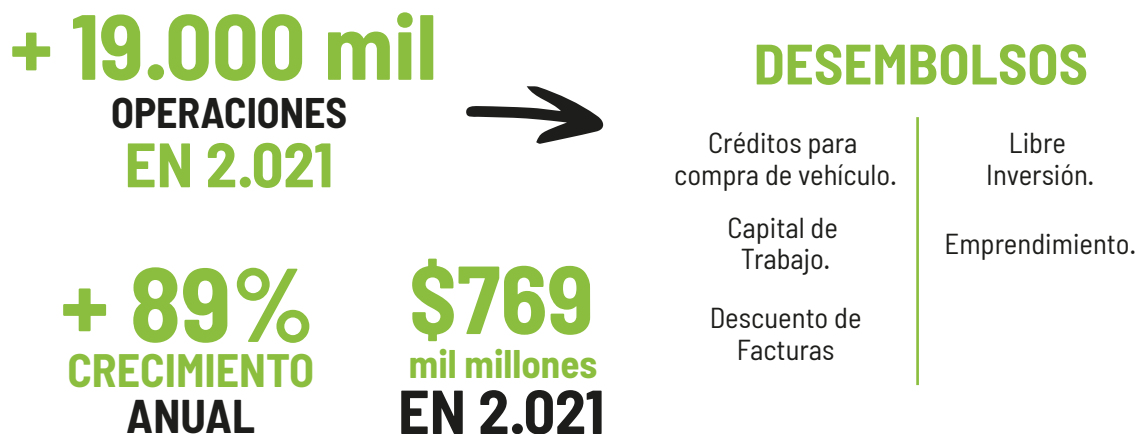 + 19.000 mil
OPERACIONES
EN 2.021
DESEMBOLSOS
Créditos para
compra de vehículo.
Capital de
Trabajo.
Descuento de
Facturas
Libre
Inversión.
Emprendimiento.
+ 89%
CRECIMIENTO
ANUAL
$769
mil millones
EN 2.021